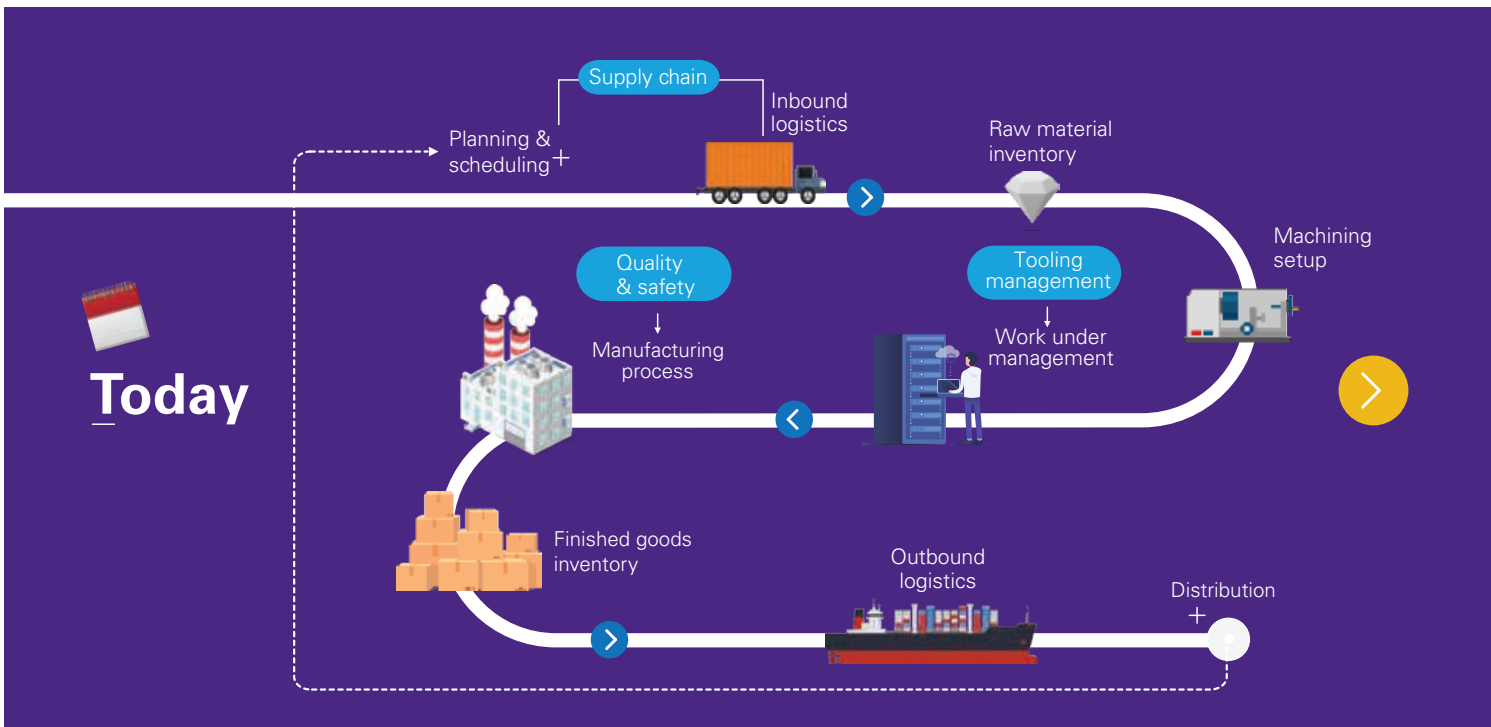 Supply chain
Inbound
logistics
Planning &
scheduling
Raw material
inventory
Machining
setup
Quality
& safety
Tooling
management
Manufacturing
process
Work under
management
Today
Finished goods
inventory
Outbound
logistics
Distribution